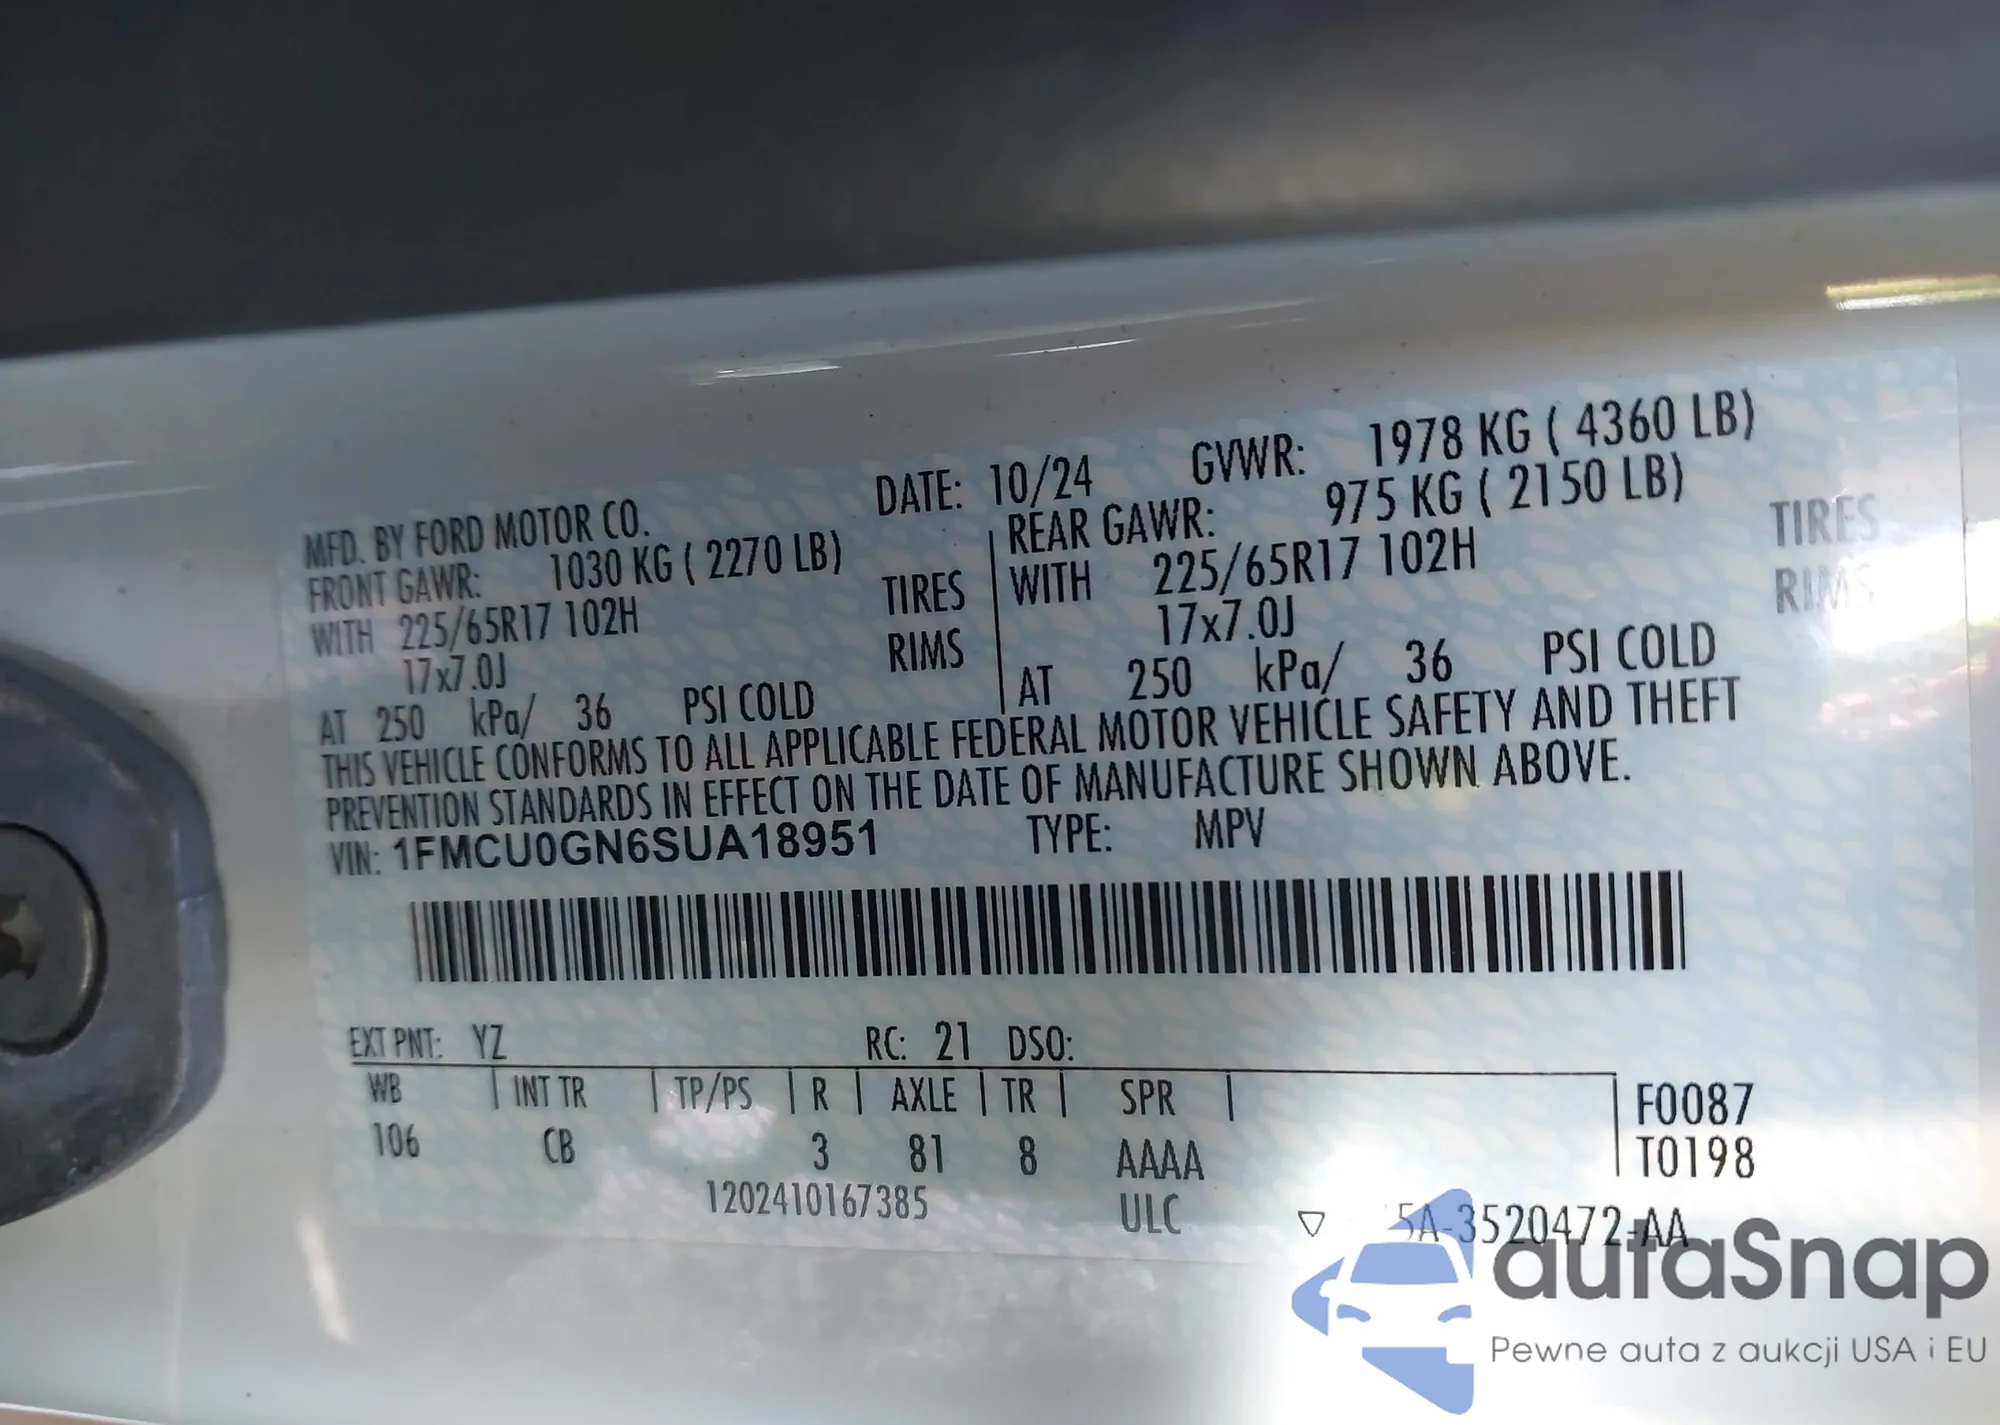 MFD. BY FORD MOTOR CO. DATE: 10/24 GVWR: 1978 KG ( 4360 LB)
FRONT GAWR: 1030 KG ( 2270 LB) REAR GAWR: 975 KG ( 2150 LB)
WITH 225/65R17 102H TIRES WITH 225/65R17 102H TIRES
17x7.0J RIMS 17x7.0J RIMS
AT 250 kPa/ 36 PSI COLD AT 250 kPa/ 36 PSI COLD
THIS VEHICLE CONFORMS TO ALL APPLICABLE FEDERAL MOTOR VEHICLE SAFETY AND THEFT
PREVENTION STANDARDS IN EFFECT ON THE DATE OF MANUFACTURE SHOWN ABOVE.
VIN: 1FMCU0GN6SUA18951 TYPE: MPV
EXT PNT: YZ RC: 21 DSO:
WB INT TR TP/PS R AXLE TR SPR F0087
106 CB 3 81 8 AAAA T0198
1202410167385 ULC 5A-3520472-AA
autaSnap
Pewne auta z aukcji USA i EU